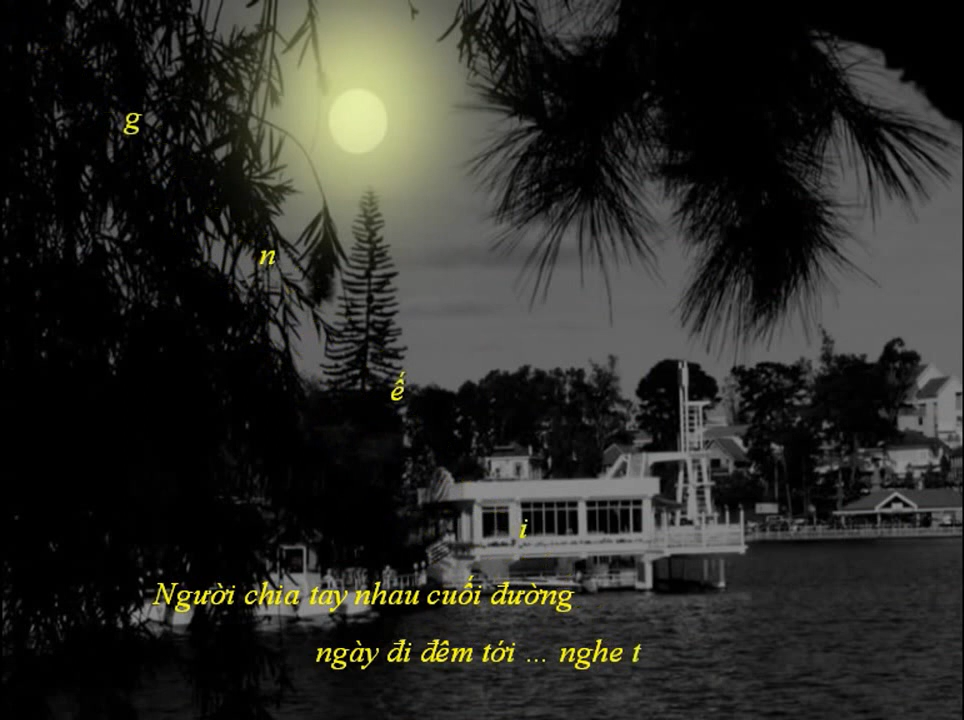 g
n
ế
i
Người chia tay nhau cuối đường
ngày đi đêm tới ... nghe t